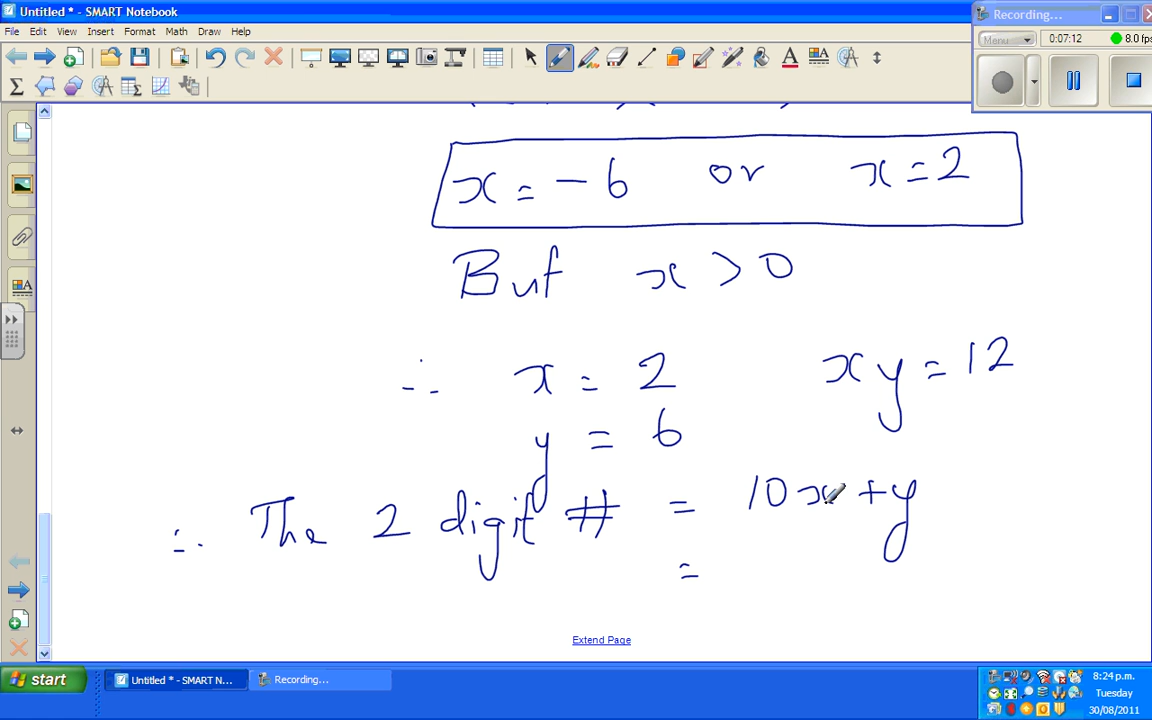 Untitled * - SMART Notebook
Recording...
File Edit View Insert Format Math Draw Help
Menu 0:07:12 8.0 fps
x = - 6 or x = 2
But x > 0
∴ x = 2 xy = 12
y = 6
∴ The 2 digit # = 10x + y
=
Extend Page
start Untitled * - SMART N... Recording... 8:24 p.m.
Tuesday
30/08/2011